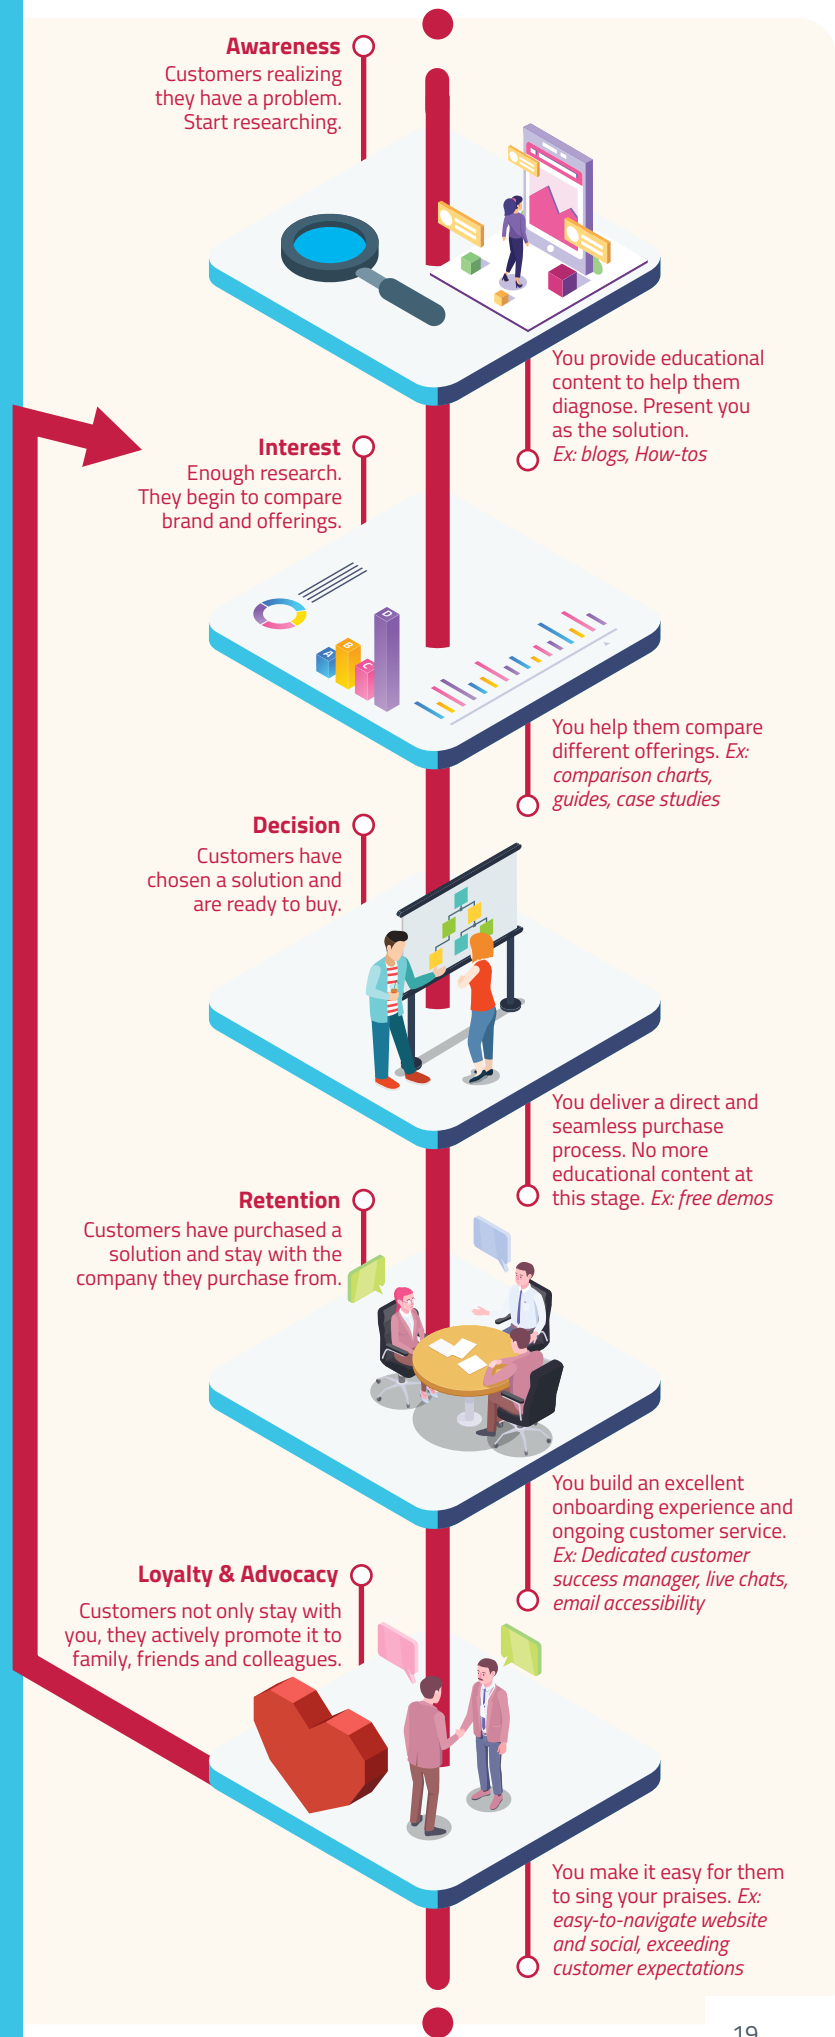 Awareness
Customers realizing
they have a problem.
Start researching.
You provide educational
content to help them
diagnose. Present you
as the solution.
Ex: blogs, How-tos
Interest
Enough research.
They begin to compare
brand and offerings.
A
B
C
D
You help them compare
different offerings. Ex:
comparison charts,
guides, case studies
Decision
Customers have
chosen a solution and
are ready to buy.
You deliver a direct and
seamless purchase
process. No more
educational content at
this stage. Ex: free demos
Retention
Customers have purchased a
solution and stay with the
company they purchase from.
You build an excellent
onboarding experience and
ongoing customer service.
Ex: Dedicated customer
success manager, live chats,
email accessibility
Loyalty & Advocacy
Customers not only stay with
you, they actively promote it to
family, friends and colleagues.
You make it easy for them
to sing your praises. Ex:
easy-to-navigate website
and social, exceeding
customer expectations
19